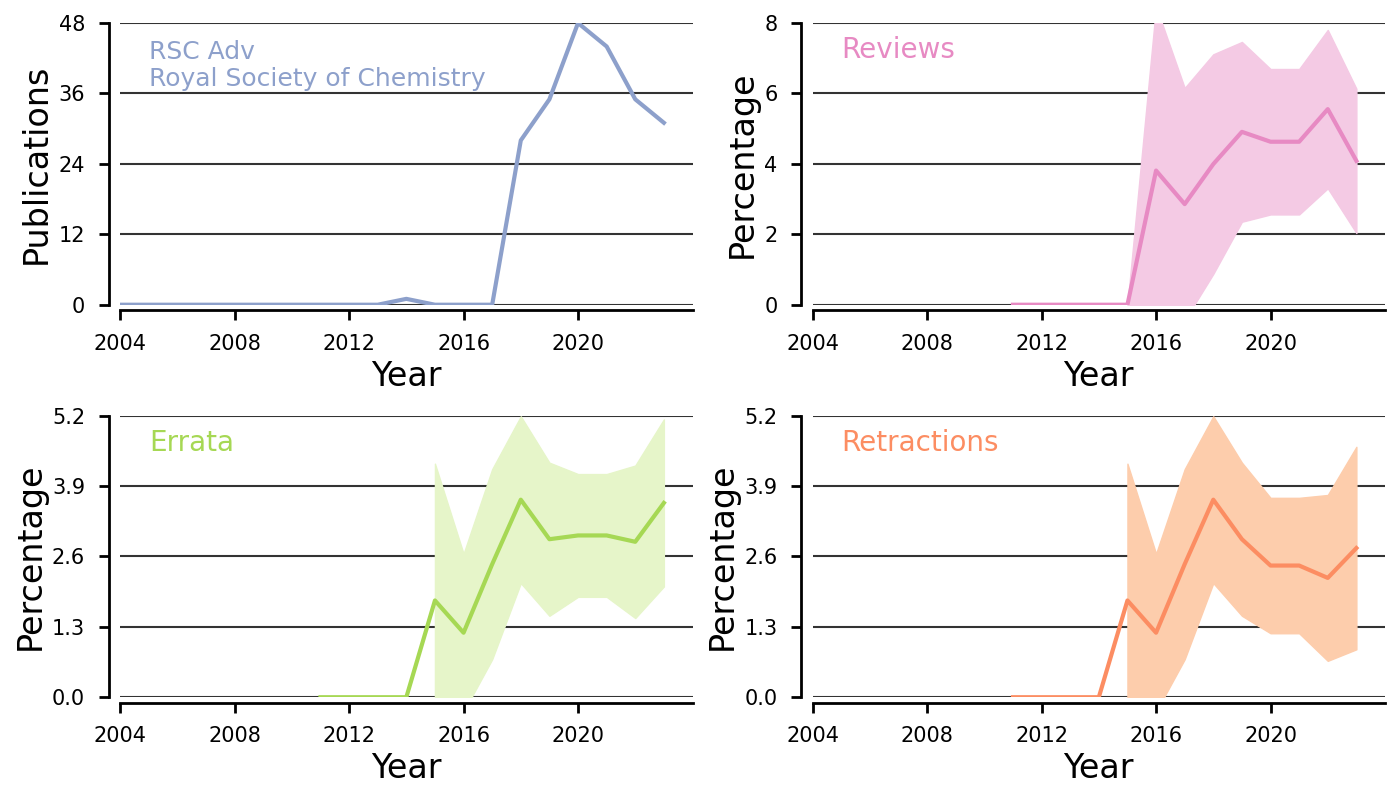 48
36
24
12
0
Publications
RSC Adv
Royal Society of Chemistry
2004 2008 2012 2016 2020
Year
8
6
4
2
0
Percentage
Reviews
2004 2008 2012 2016 2020
Year
5.2
3.9
2.6
1.3
0.0
Percentage
Errata
2004 2008 2012 2016 2020
Year
5.2
3.9
2.6
1.3
0.0
Percentage
Retractions
2004 2008 2012 2016 2020
Year